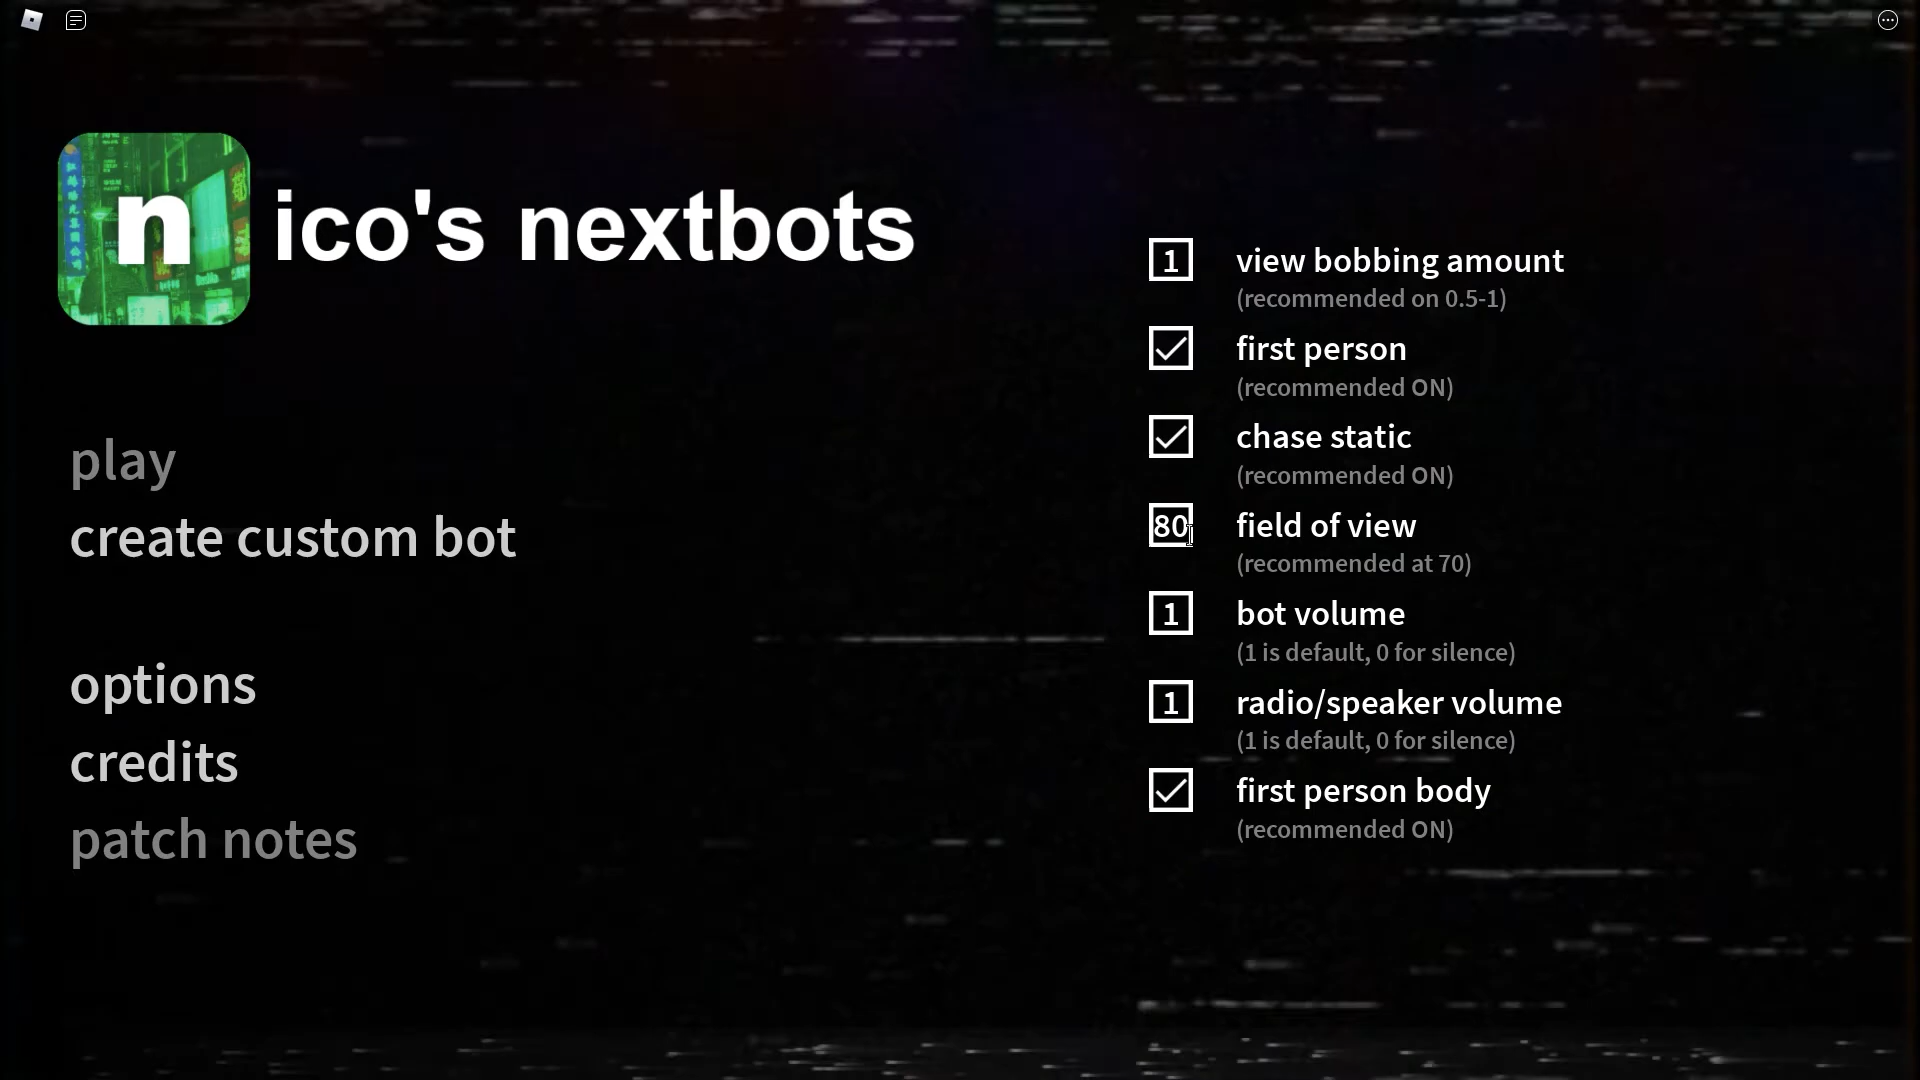 n ico's nextbots
play
create custom bot
options
credits
patch notes
1 view bobbing amount
(recommended on 0.5-1)
first person
(recommended ON)
chase static
(recommended ON)
80 field of view
(recommended at 70)
1 bot volume
(1 is default, 0 for silence)
1 radio/speaker volume
(1 is default, 0 for silence)
first person body
(recommended ON)